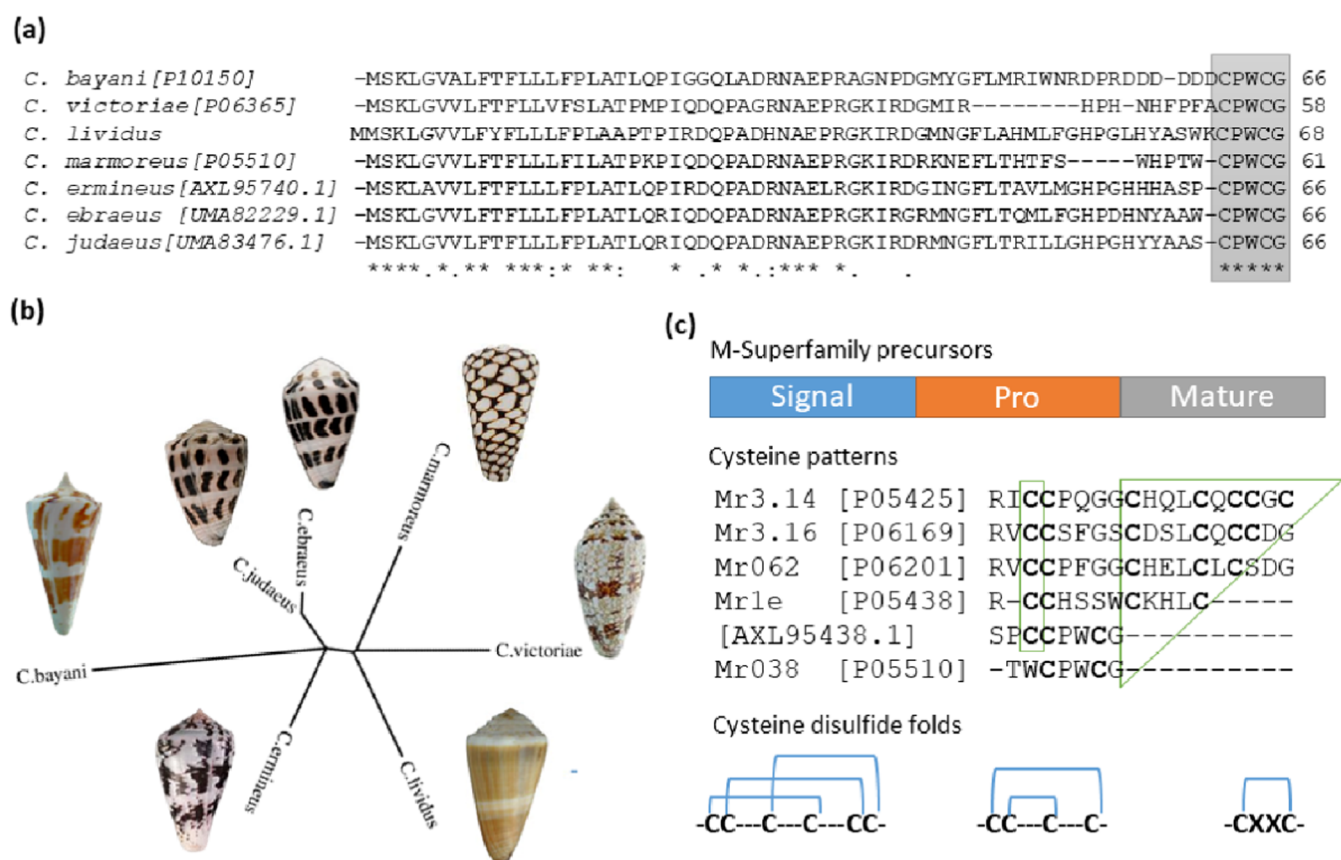 (a)
C. bayani[P10150] -MSKLGVALFTFLLLFPLATLQPIGGQLADRNAEPRAGNPDGMYGFLMRIWNRDPRDDD-DDDCPWCG 66
C. victoriae[P06365] -MSKLGVVLFTFLLVFSLATPMPIQDQPAGRNAEPRGKIRDGMIR--------HPH-NHFPFACPWCG 58
C. lividus MMSKLGVVLFYFLLLFPLAAPTPIRDQPADHNAEPRGKIRDGMNGFLAHMLFGHPGLHYASWKCPWCG 68
C. marmoreus[P05510] -MSKLGVVLFTFLLLFILATPKPIQDQPADRNAEPRGKIRDRKNEFLTHTFS-----WHPTW-CPWCG 61
C. ermineus[AXL95740.1] -MSKLAVVLFTFLLLFPLATPQPIRDQPADRNAELRGKIRDGINGFLTAVLMGHPGHHHASP-CPWCG 66
C. ebraeus [UMA82229.1] -MSKLGVVLFTFLLLFPLATLQRIQDQPADRNAEPRGKIRGRMNGFLTQMLFGHPDHNYAAW-CPWCG 66
C. judaeus[UMA83476.1] -MSKLGVVLFTFLLLFPLATLQRIQDQPADRNAEPRGKIRDRMNGFLTRILLGHPGHYYAAS-CPWCG 66
****.*.** ***:* **: * .* *.:*** *. . *****
(b)
C.bayani
C.judaeus
C.ebraeus
C.marmoreus
C.victoriae
C.lividus
C.ermineus
(c)
M-Superfamily precursors
Signal Pro Mature
Cysteine patterns
Mr3.14 [P05425] RICCPQGGCHQLCQCCGC
Mr3.16 [P06169] RVCCSFGSCDSLCQCCDG
Mr062 [P06201] RVCCPFGGCHELCLCSDG
Mr1e [P05438] R-CCHSSWCKHLC-----
[AXL95438.1] SPCCPWCG----------
Mr038 [P05510] -TWCPWCG----------
Cysteine disulfide folds
-CC---C---C---CC- -CC---C---C- -CXXC-